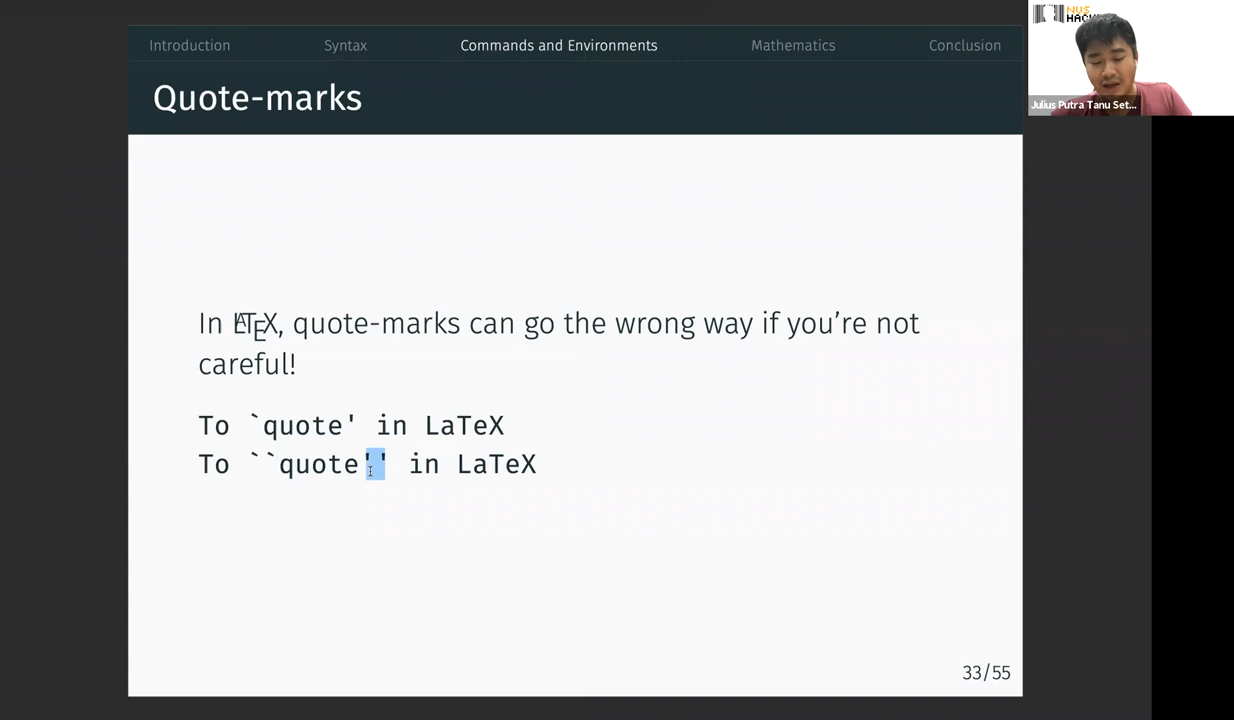 Introduction Syntax Commands and Environments Mathematics Conclusion
Quote-marks
In LaTeX, quote-marks can go the wrong way if you’re not
careful!
To `quote' in LaTeX
To ``quote'' in LaTeX
33/55
NUS
Julius Putra Tanu Set...